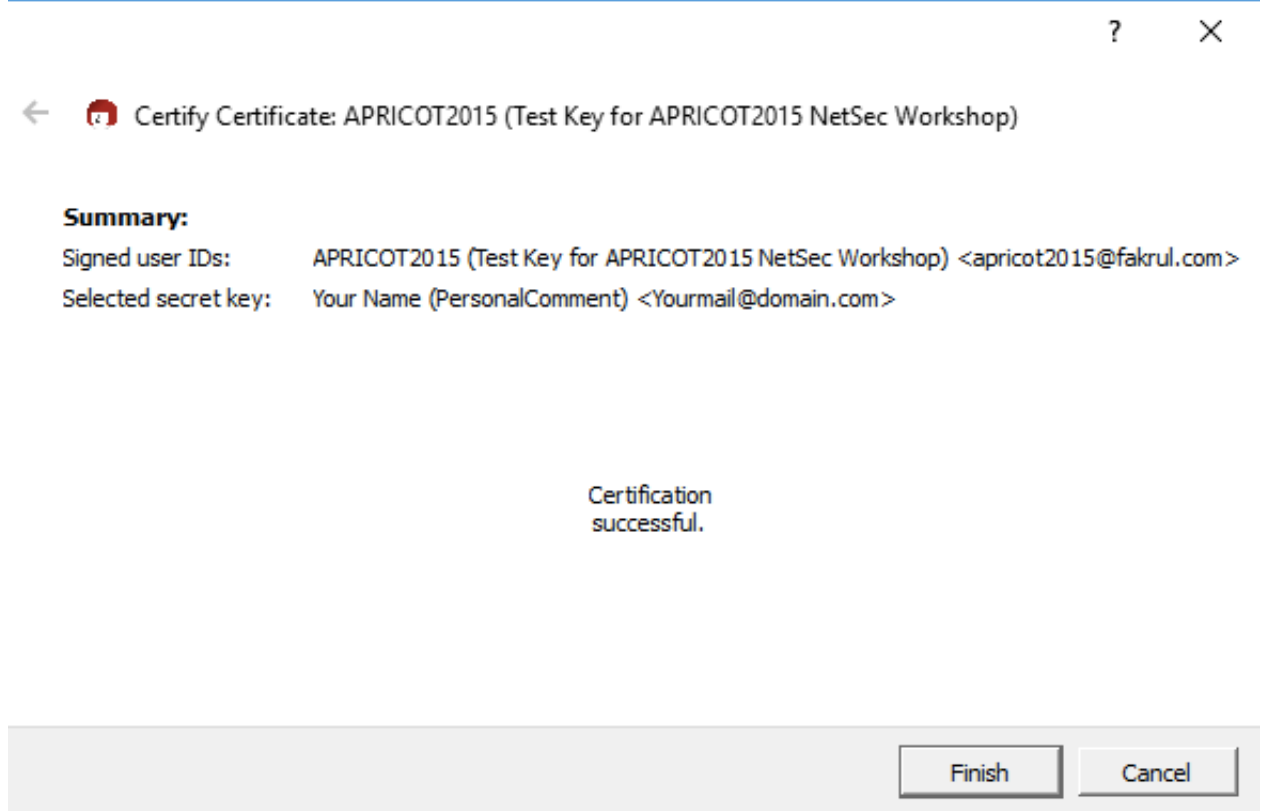 ?
Certify Certificate: APRICOT2015 (Test Key for APRICOT2015 NetSec Workshop)
Summary:
Signed user IDs: APRICOT2015 (Test Key for APRICOT2015 NetSec Workshop) <apricot2015@fakrul.com>
Selected secret key: Your Name (PersonalComment) <Yourmail@domain.com>
Certification
successful.
Finish Cancel